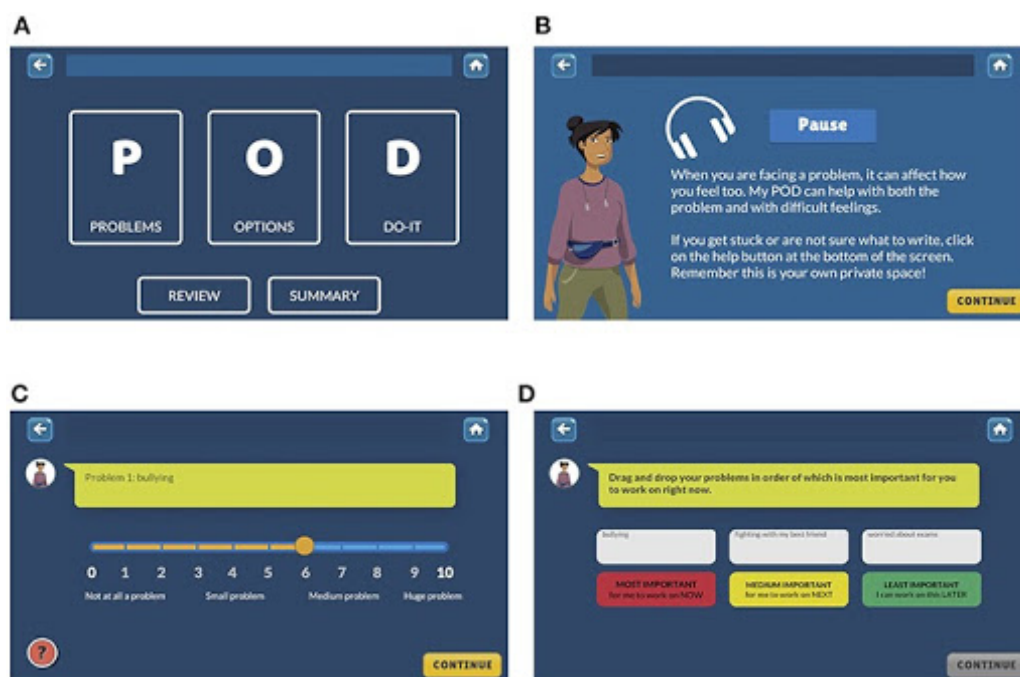 A
P
O
D
PROBLEMS
OPTIONS
DO-IT
REVIEW
SUMMARY
B
Pause
When you are facing a problem, it can affect how
you feel too. My POD can help with both the
problem and with difficult feelings.
If you get stuck or are not sure what to write, click
on the help button at the bottom of the screen.
Remember this is your own private space!
CONTINUE
C
Problem 1: bullying
0 1 2 3 4 5 6 7 8 9 10
Not at all a problem Small problem Medium problem Huge problem
?
CONTINUE
D
Drag and drop your problems in order of which is most important for you
to work on right now.
bullying
fighting with my best friend
worried about exams
MOST IMPORTANT
for me to work on NOW
MEDIUM IMPORTANT
for me to work on NEXT
LEAST IMPORTANT
I can work on this LATER
CONTINUE